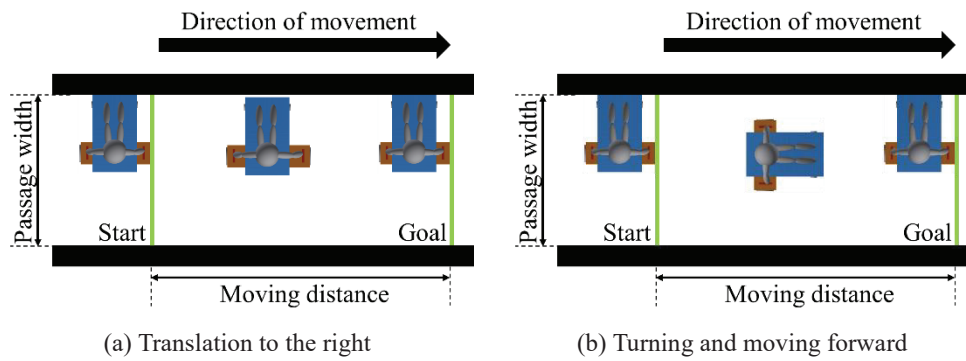 Direction of movement
Passage width
Start
Goal
Moving distance
(a) Translation to the right
Direction of movement
Passage width
Start
Goal
Moving distance
(b) Turning and moving forward